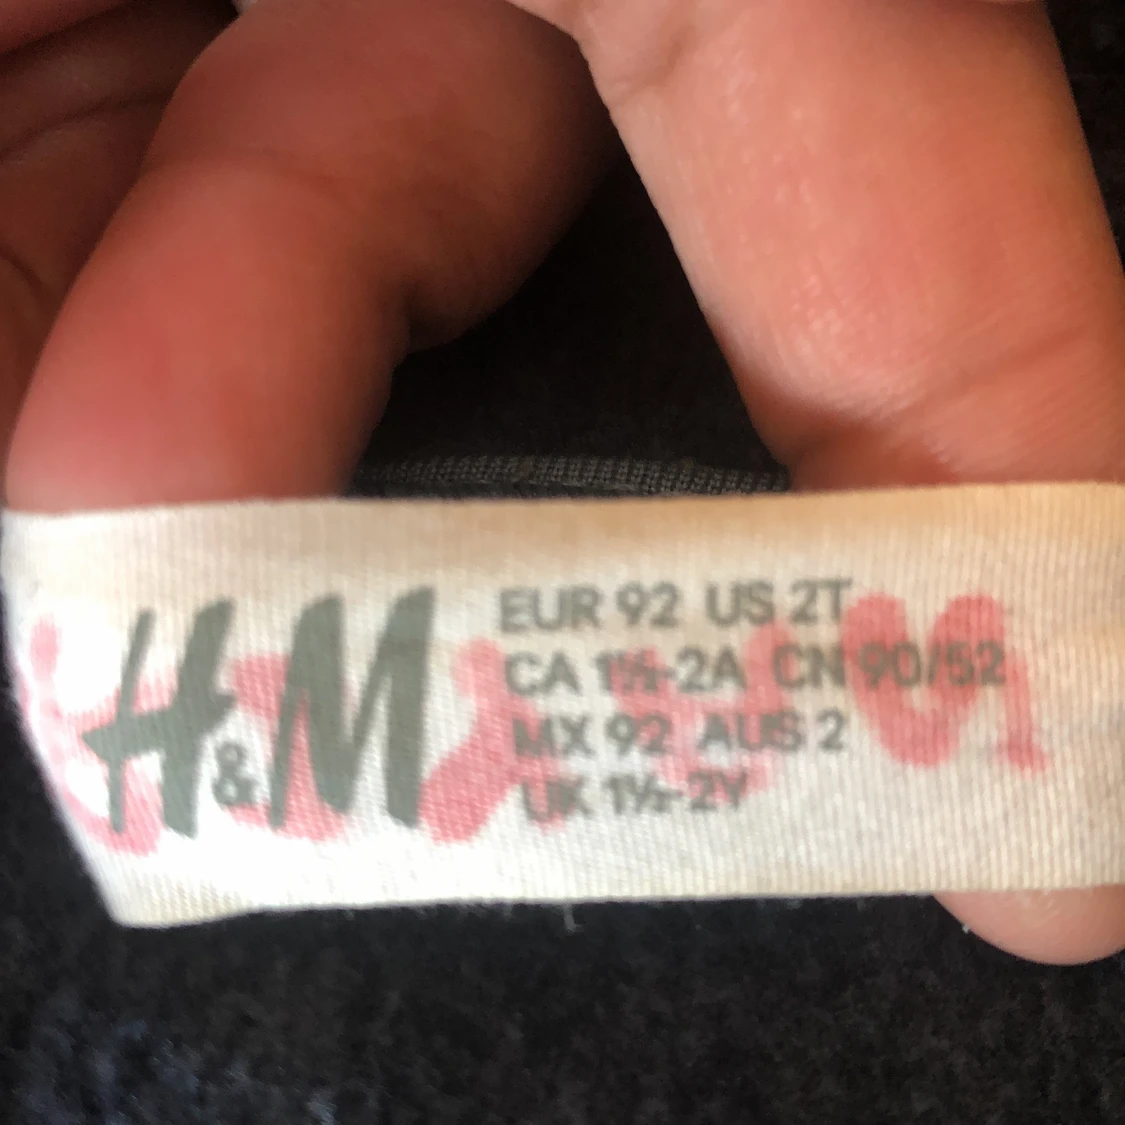 H&M
EUR 92 US 2T
CA 1½-2A CN 90/52
MX 92 AUS 2
UK 1½-2Y